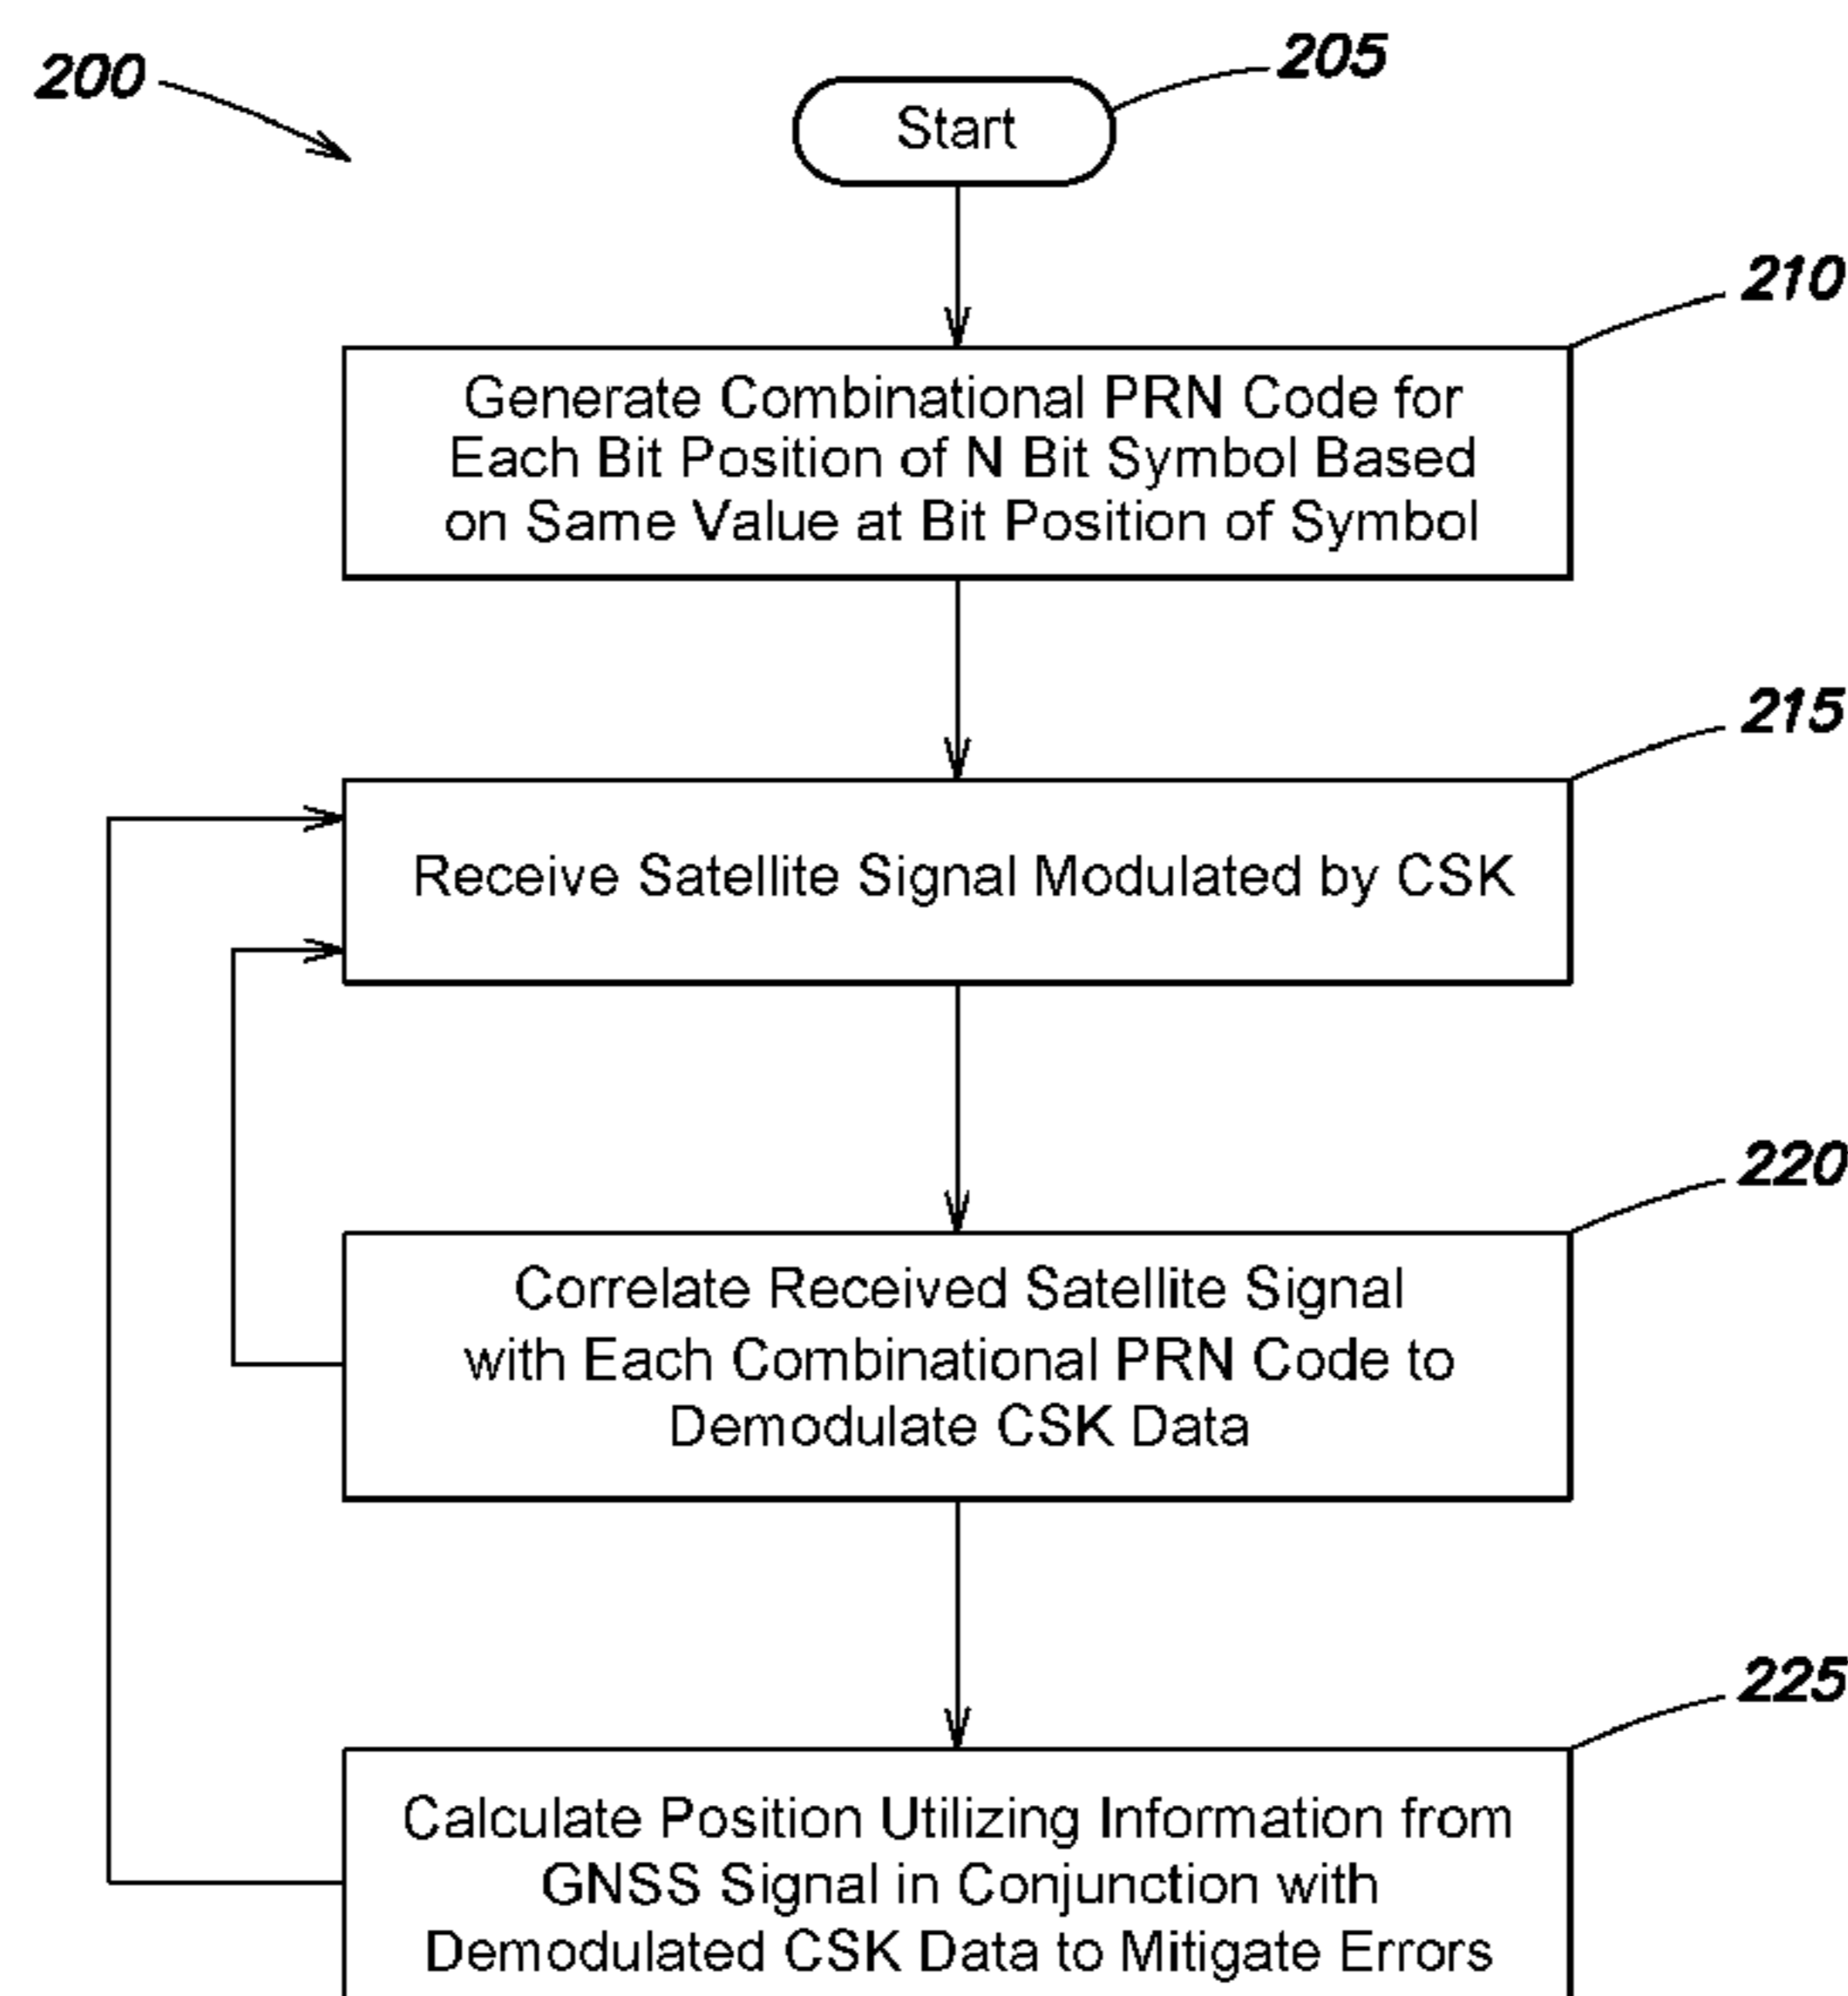 200
205
Start
210
Generate Combinational PRN Code for
Each Bit Position of N Bit Symbol Based
on Same Value at Bit Position of Symbol
215
Receive Satellite Signal Modulated by CSK
220
Correlate Received Satellite Signal
with Each Combinational PRN Code to
Demodulate CSK Data
225
Calculate Position Utilizing Information from
GNSS Signal in Conjunction with
Demodulated CSK Data to Mitigate Errors